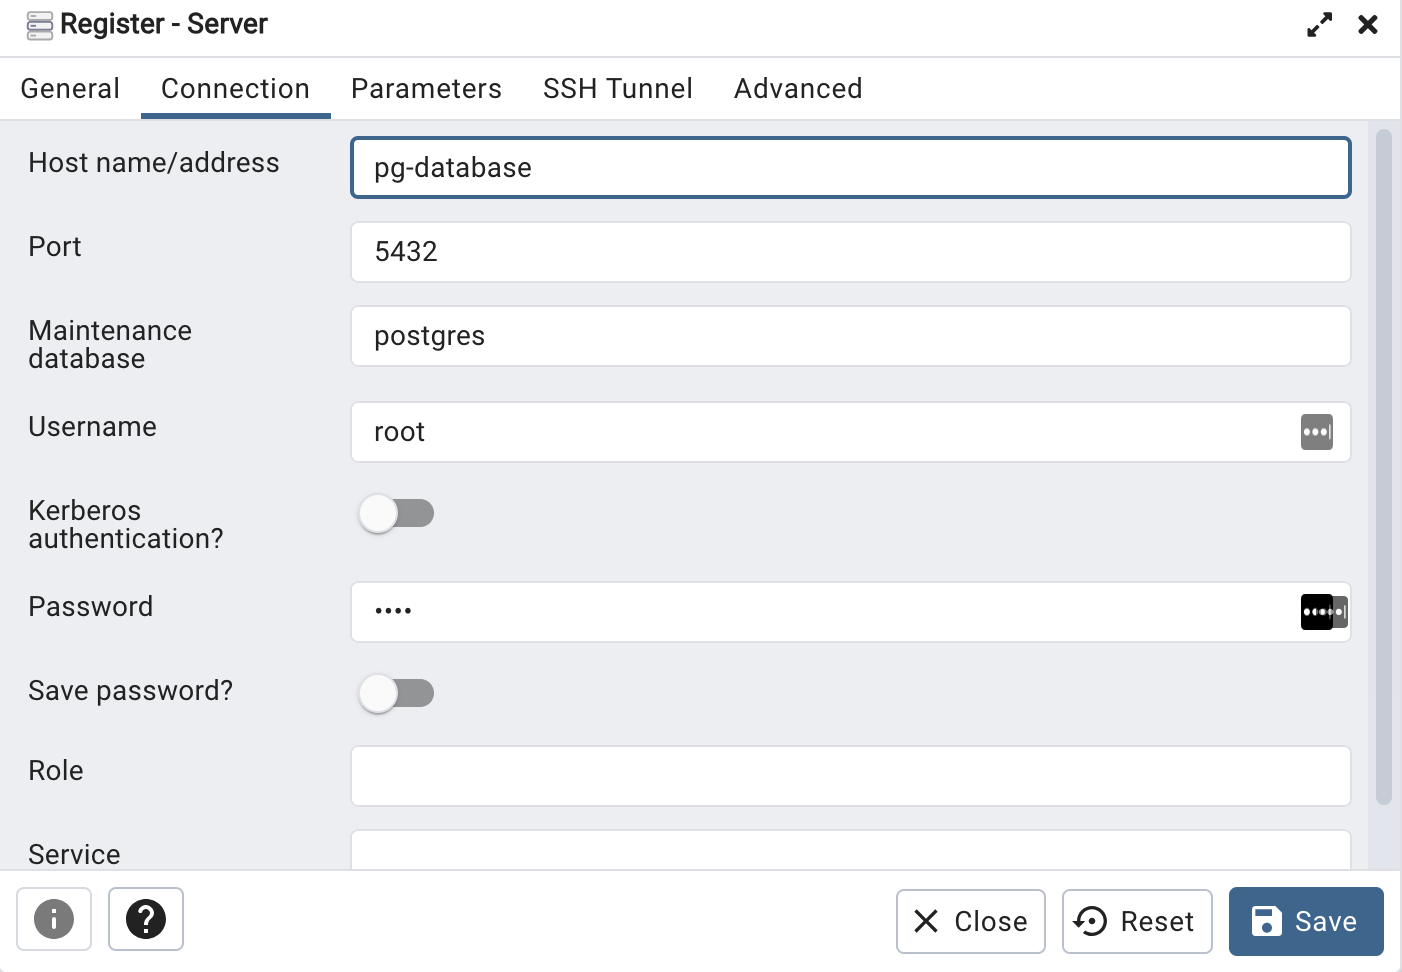 Register - Server
General Connection Parameters SSH Tunnel Advanced
Host name/address pg-database
Port 5432
Maintenance
database postgres
Username root
Kerberos
authentication?
Password ••••
Save password?
Role
Service
Close Reset Save